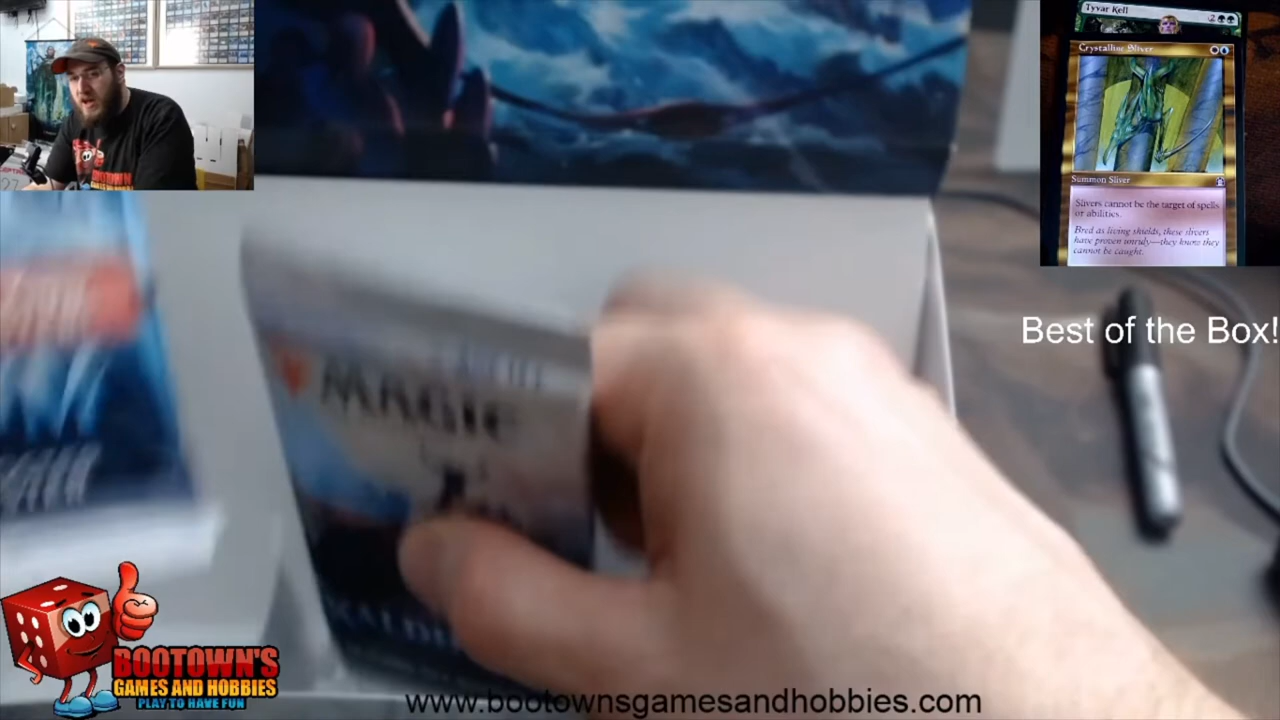 Tyvar Kell
Crystalline Sliver
Summon Sliver
Slivers cannot be the target of spells
or abilities.
Bred as living shields, these slivers
have proven unruly—they know they
cannot be caught.
Best of the Box!
MAGIC
BOOTOWN'S
GAMES AND HOBBIES
PLAY TO HAVE FUN
www.bootownsgamesandhobbies.com